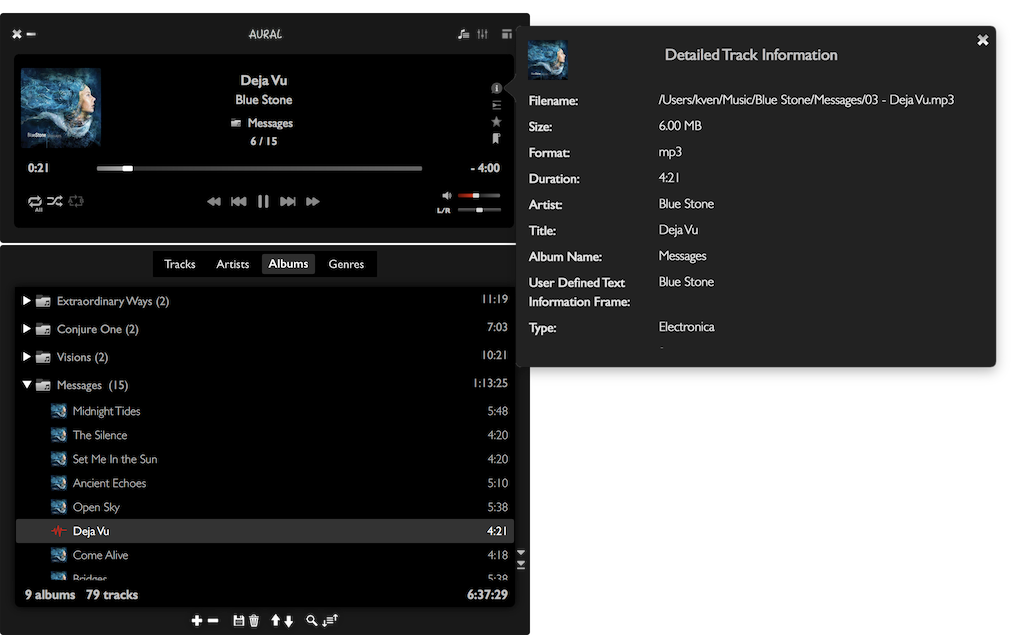 AURAL
Deja Vu
Blue Stone
Messages
6 / 15
0:21
- 4:00
All
L/R
Tracks Artists Albums Genres
Extraordinary Ways (2) 11:19
Conjure One (2) 7:03
Visions (2) 10:21
Messages (15) 1:13:25
Midnight Tides 5:48
The Silence 4:20
Set Me In the Sun 4:20
Ancient Echoes 5:10
Open Sky 5:38
Deja Vu 4:21
Come Alive 4:18
Bridges 5:38
9 albums 79 tracks 6:37:29
Detailed Track Information
Filename: /Users/kven/Music/Blue Stone/Messages/03 - Deja Vu.mp3
Size: 6.00 MB
Format: mp3
Duration: 4:21
Artist: Blue Stone
Title: Deja Vu
Album Name: Messages
User Defined Text Blue Stone
Information Frame:
Type: Electronica